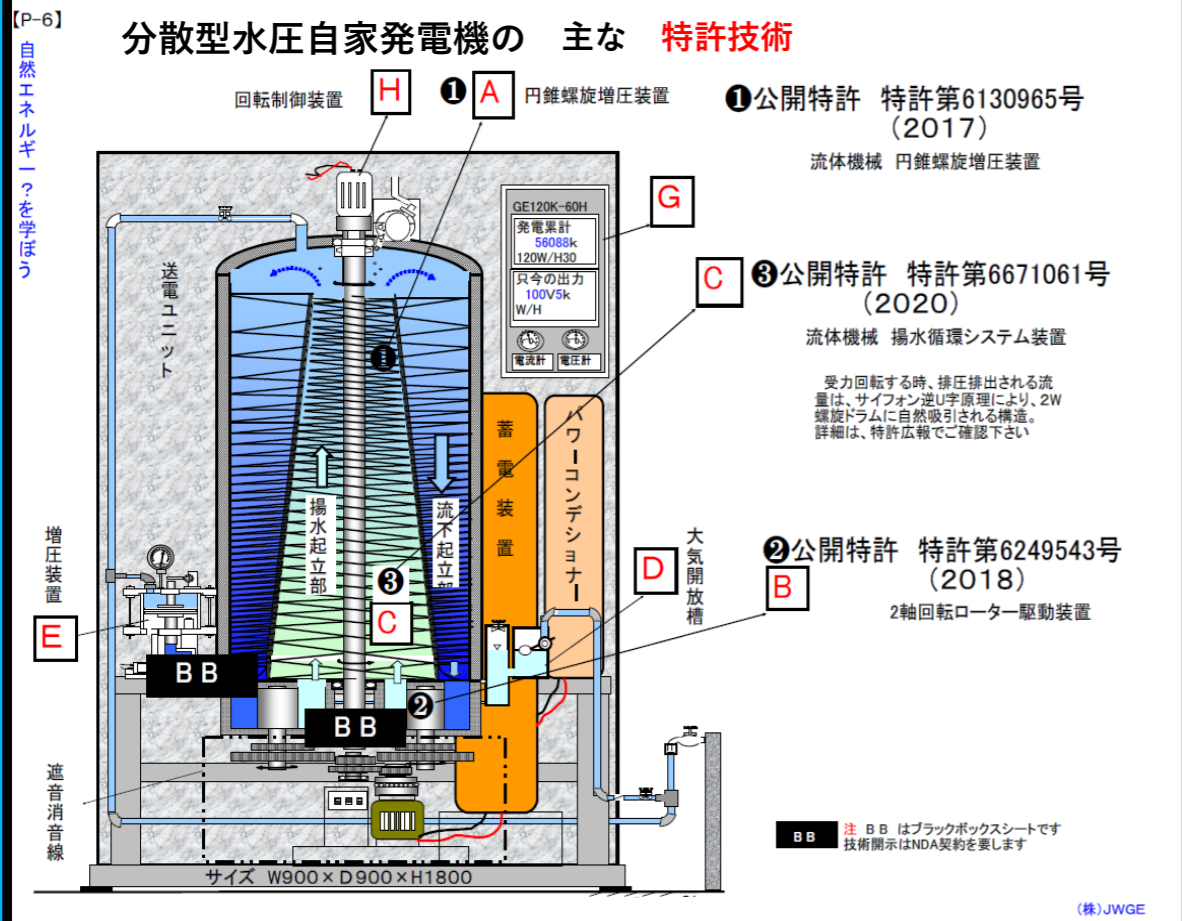 【P-6】
自然エネルギー？を学ぼう
分散型水圧自家発電機の 主な 特許技術
回転制御装置
H
❶
A
円錐螺旋増圧装置
❶公開特許 特許第6130965号
(2017)
流体機械 円錐螺旋増圧装置
G
GE120K-60H
発電累計
56088k
120W/H30
只今の出力
100V5k
W/H
電流計
電圧計
送電ユニット
C
❸公開特許 特許第6671061号
(2020)
流体機械 揚水循環システム装置
受力回転する時、排圧排出される流
量は、サイフォン逆U字原理により、2W
螺旋ドラムに自然吸引される構造。
詳細は、特許広報でご確認下さい
❶
蓄電装置
パワーコンデショナー
揚水起立部
流下起立部
❸
C
増圧装置
E
D
大気開放槽
❷公開特許 特許第6249543号
(2018)
B
2軸回転ローター駆動装置
BB
BB
❷
遮音消音線
サイズ W900×D900×H1800
BB
注 BB はブラックボックスシートです
技術開示はNDA契約を要します
(株)JWGE